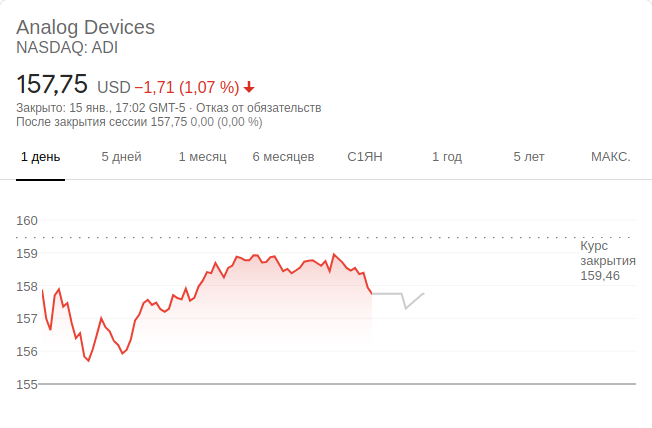 Analog Devices
NASDAQ: ADI
157,75 USD −1,71 (1,07 %)
Закрыто: 15 янв., 17:02 GMT-5 · Отказ от обязательств
После закрытия сессии 157,75 0,00 (0,00 %)
1 день 5 дней 1 месяц 6 месяцев С1ЯН 1 год 5 лет МАКС.
160
159
158
157
156
155
Курс
закрытия
159,46